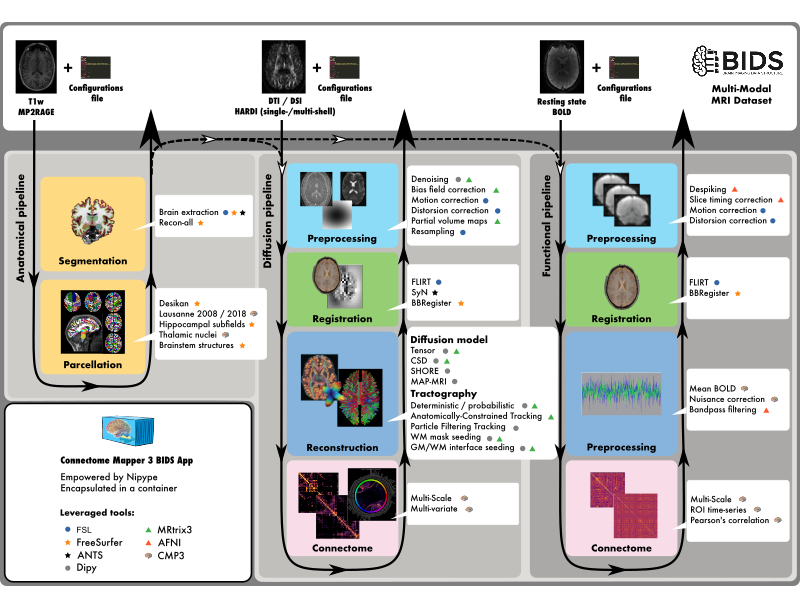 T1w
MP2RAGE
+
Configurations
file
DTI / DSI
HARDI (single-/multi-shell)
+
Configurations
file
Resting state
BOLD
+
Configurations
file
BIDS
BRAIN IMAGING DATA STRUCTURE
Multi-Modal
MRI Dataset
Anatomical pipeline
Segmentation
Brain extraction
Recon-all
Parcellation
Desikan
Lausanne 2008 / 2018
Hippocampal subfields
Thalamic nuclei
Brainstem structures
Diffusion pipeline
Preprocessing
Denoising
Bias field correction
Motion correction
Distorsion correction
Partial volume maps
Resampling
Registration
FLIRT
SyN
BBRegister
Reconstruction
Diffusion model
Tensor
CSD
SHORE
MAP-MRI
Tractography
Deterministic / probabilistic
Anatomically-Constrained Tracking
Particle Filtering Tracking
WM mask seeding
GM/WM interface seeding
Connectome
Multi-Scale
Multi-variate
Functional pipeline
Preprocessing
Despiking
Slice timing correction
Motion correction
Distorsion correction
Registration
FLIRT
BBRegister
Preprocessing
Mean BOLD
Nuisance correction
Bandpass filtering
Connectome
Multi-Scale
ROI time-series
Pearson's correlation
Connectome Mapper 3 BIDS App
Empowered by Nipype
Encapsulated in a container
Leveraged tools:
FSL
FreeSurfer
ANTS
Dipy
MRtrix3
AFNI
CMP3